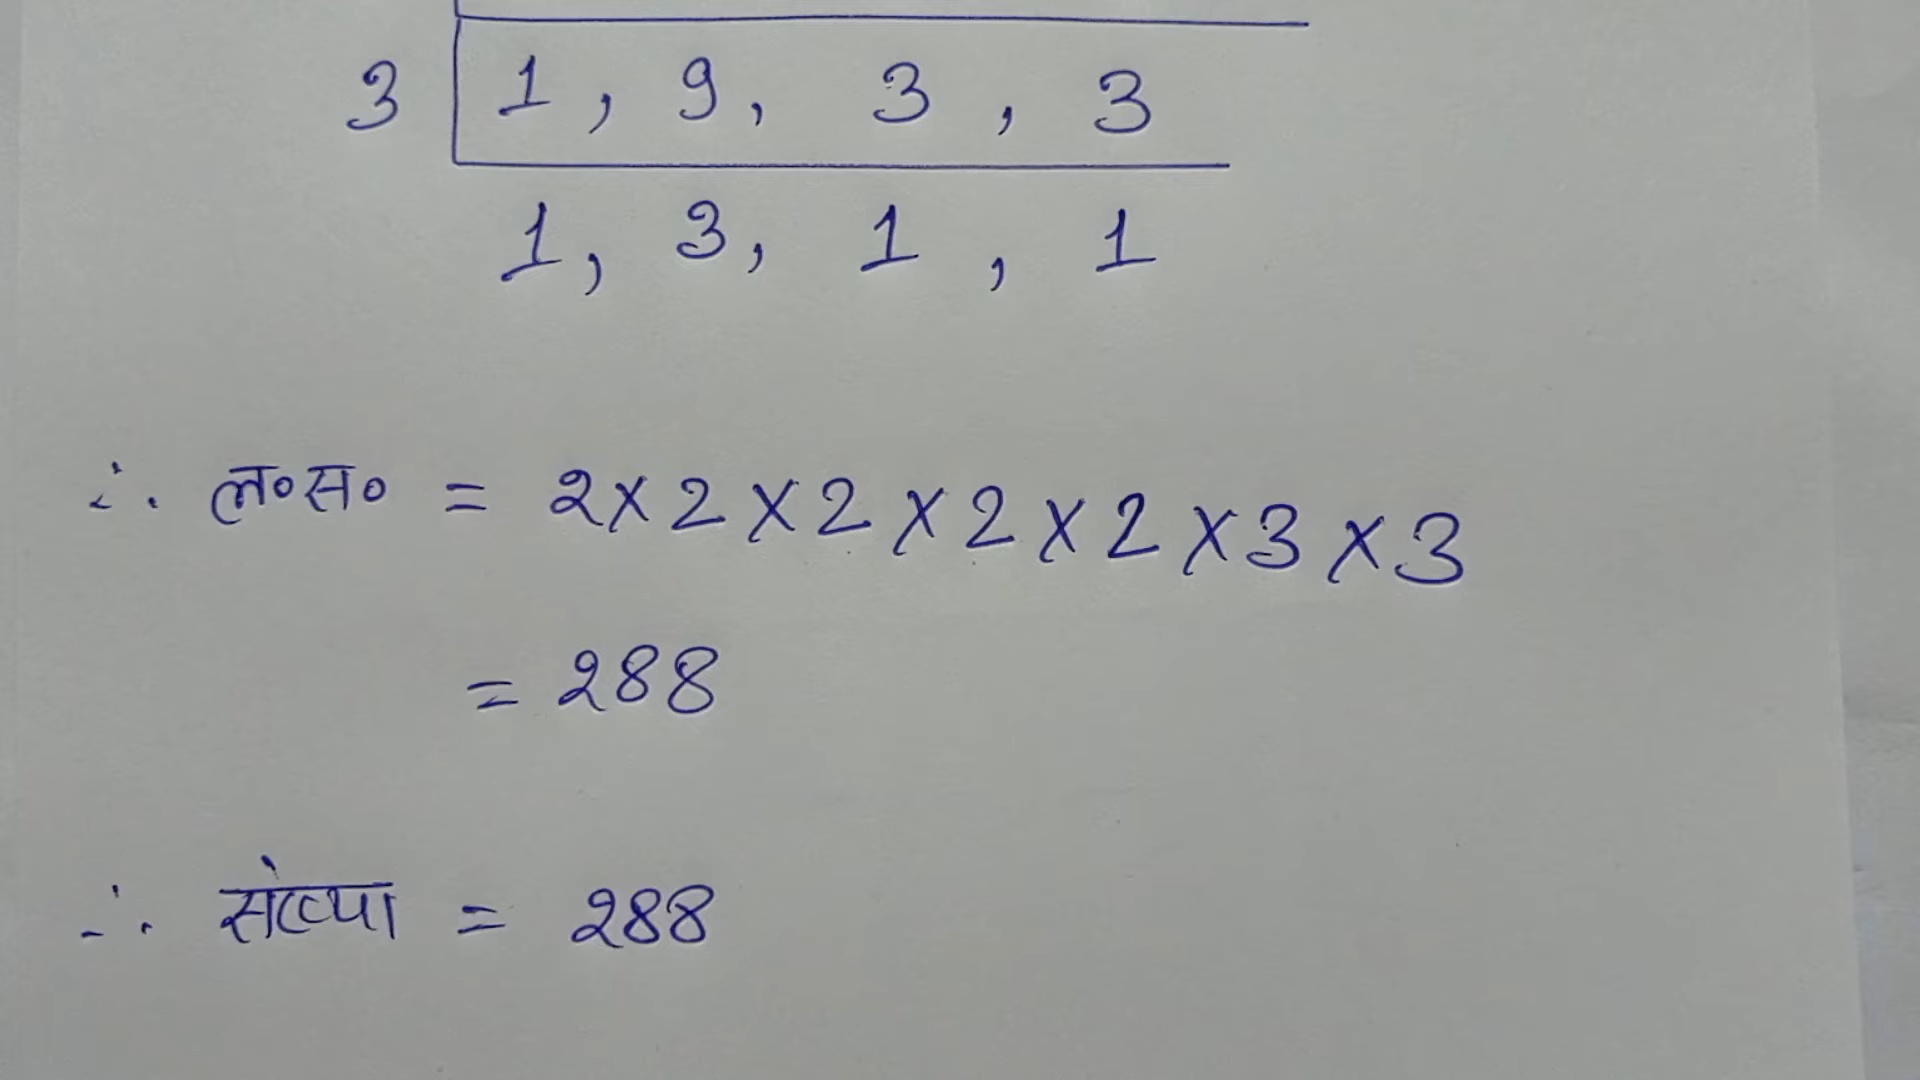 3 | 1, 9, 3, 3
1, 3, 1, 1
∴ ल०स० = 2×2×2×2×2×3×3
= 288
∴ संख्या = 288